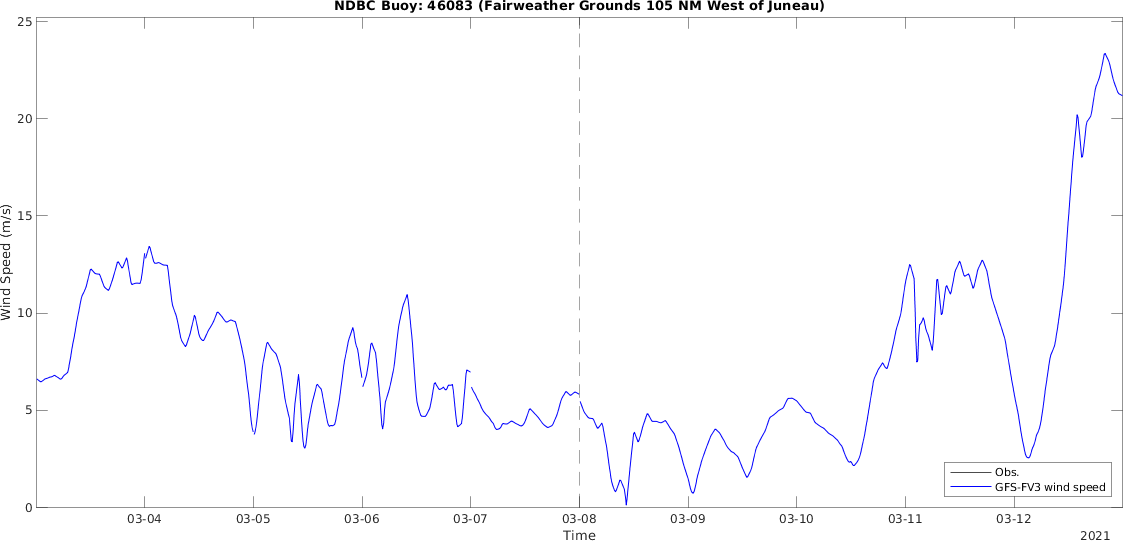 NDBC Buoy: 46083 (Fairweather Grounds 105 NM West of Juneau)
25
20
15
10
5
0
Wind Speed (m/s)
03-04 03-05 03-06 03-07 03-08 03-09 03-10 03-11 03-12
Time
2021
Obs.
GFS-FV3 wind speed